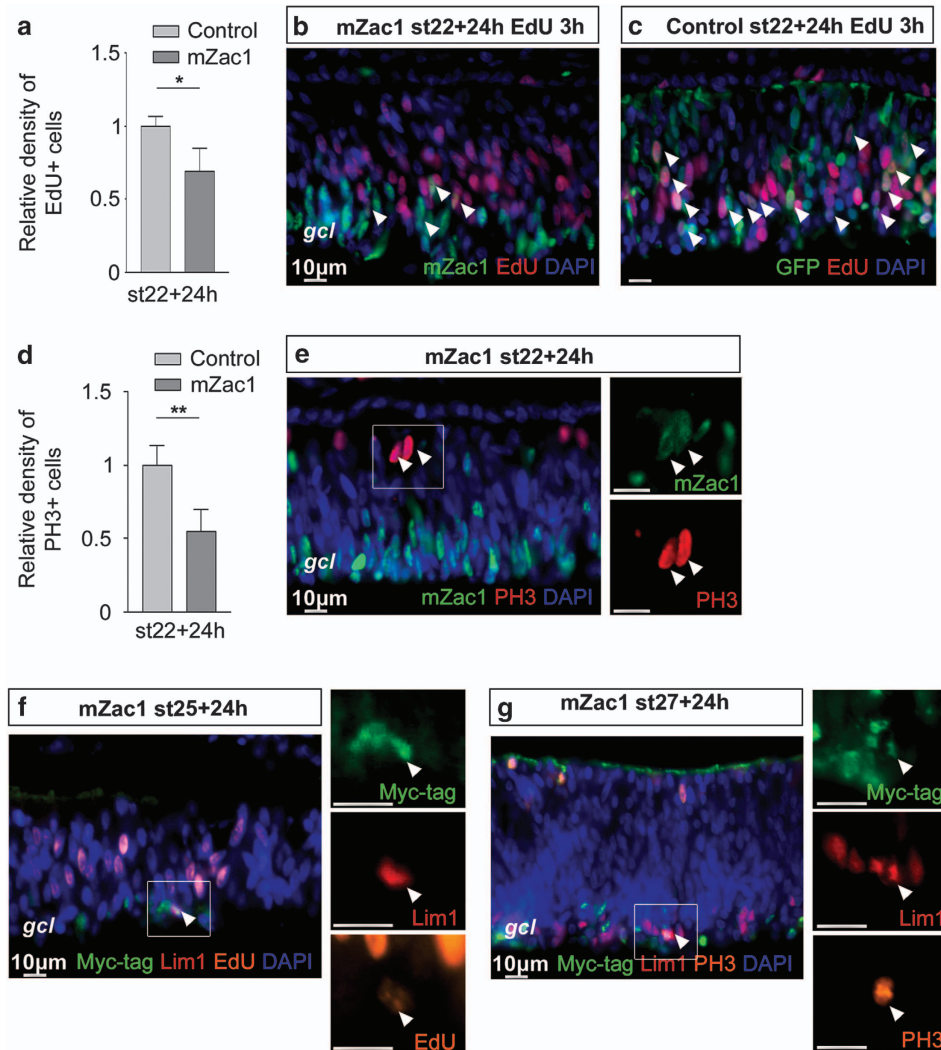 a
Control
mZac1
Relative density of
EdU+ cells
1.5
1
0.5
0
*
st22+24h
b
mZac1 st22+24h EdU 3h
gcl
10μm
mZac1 EdU DAPI
c
Control st22+24h EdU 3h
GFP EdU DAPI
d
Control
mZac1
Relative density of
PH3+ cells
1.5
1
0.5
0
**
st22+24h
e
mZac1 st22+24h
gcl
10μm
mZac1 PH3 DAPI
mZac1
PH3
f
mZac1 st25+24h
gcl
10μm Myc-tag Lim1 EdU DAPI
Myc-tag
Lim1
EdU
g
mZac1 st27+24h
gcl
10μm Myc-tag Lim1 PH3 DAPI
Myc-tag
Lim1
PH3